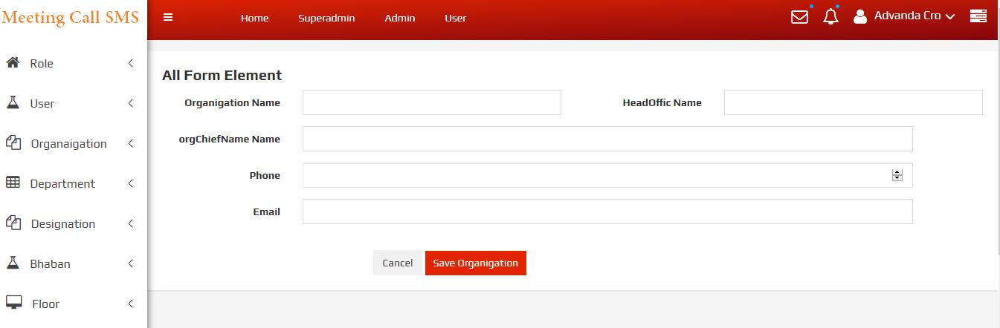 Meeting Call SMS
Home Superadmin Admin User Advanda Cro
Role
User
Organaigation
Department
Designation
Bhaban
Floor
All Form Element
Organigation Name HeadOffic Name
orgChiefName Name
Phone
Email
Cancel Save Organigation